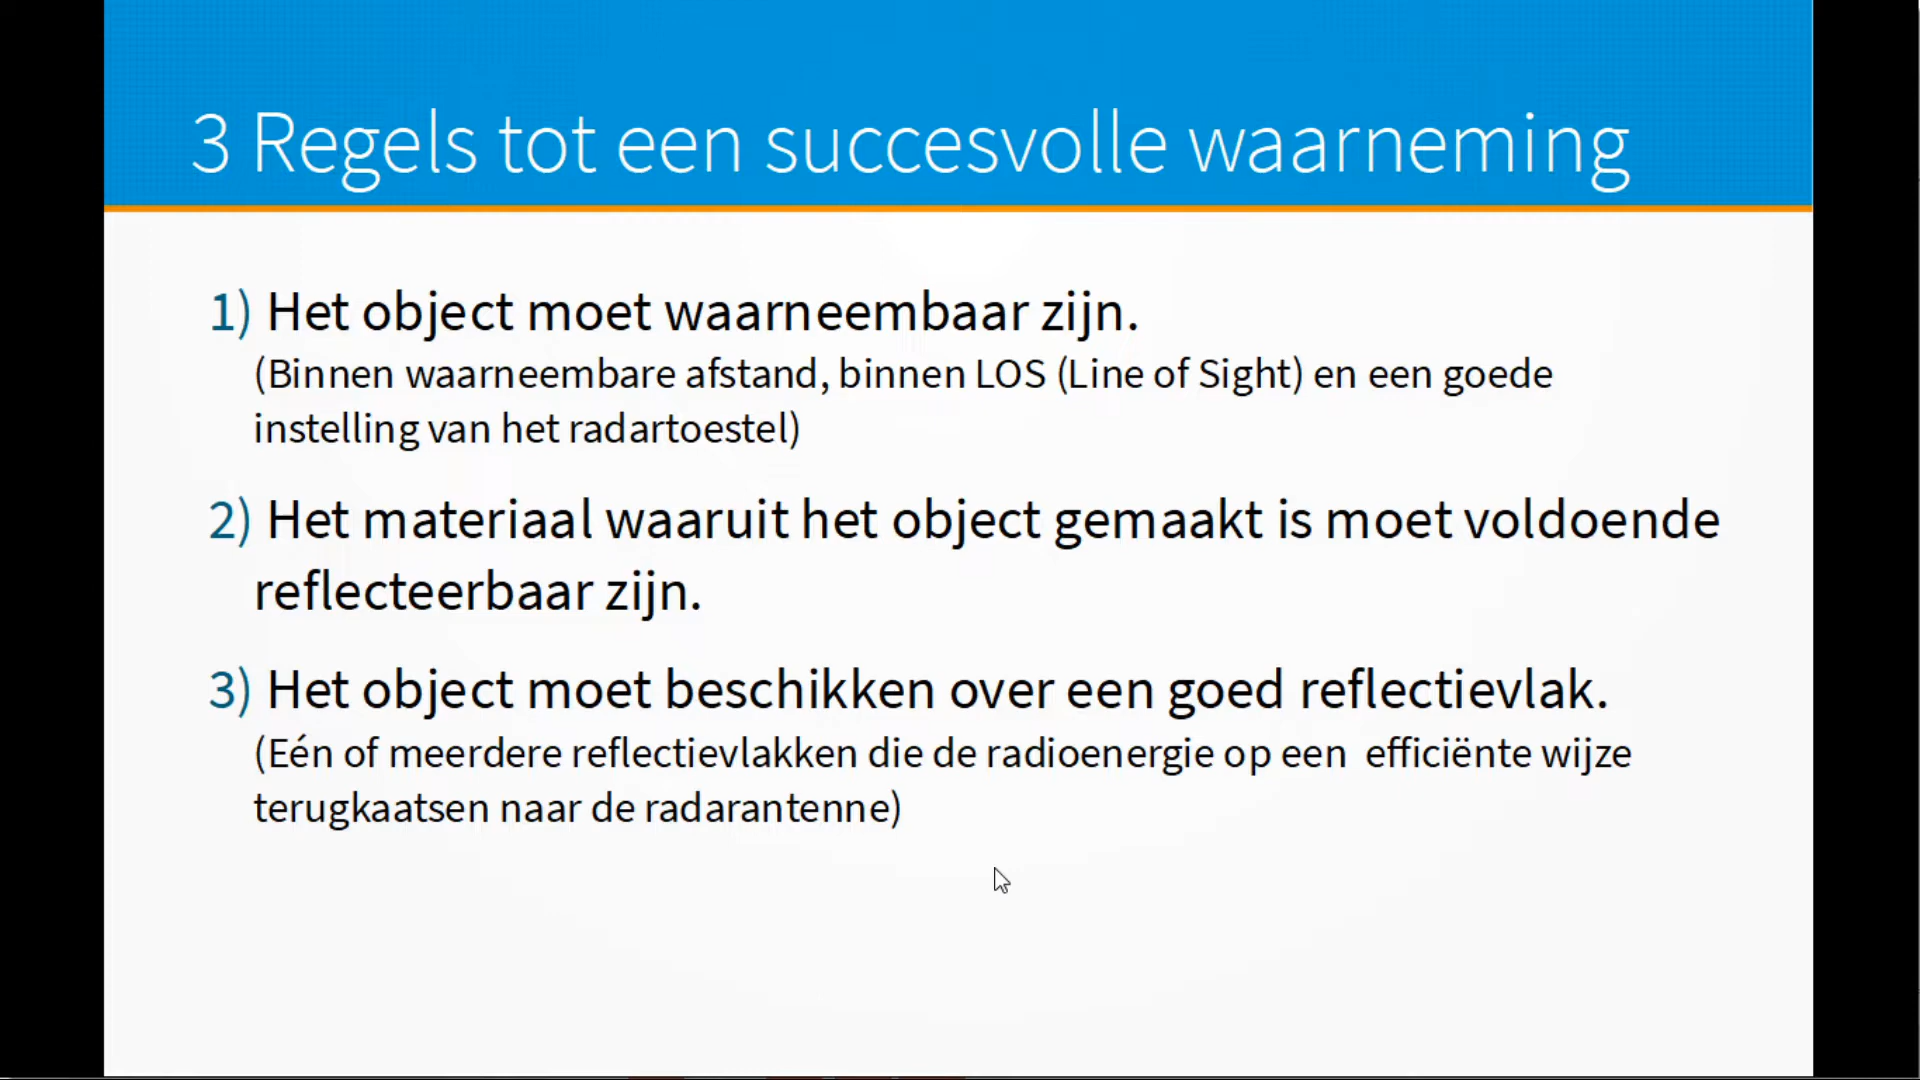 3 Regels tot een succesvolle waarneming
1) Het object moet waarneembaar zijn.
(Binnen waarneembare afstand, binnen LOS (Line of Sight) en een goede
instelling van het radartoestel)
2) Het materiaal waaruit het object gemaakt is moet voldoende
reflecteerbaar zijn.
3) Het object moet beschikken over een goed reflectievlak.
(Eén of meerdere reflectievlakken die de radioenergie op een  efficiënte wijze
terugkaatsen naar de radarantenne)